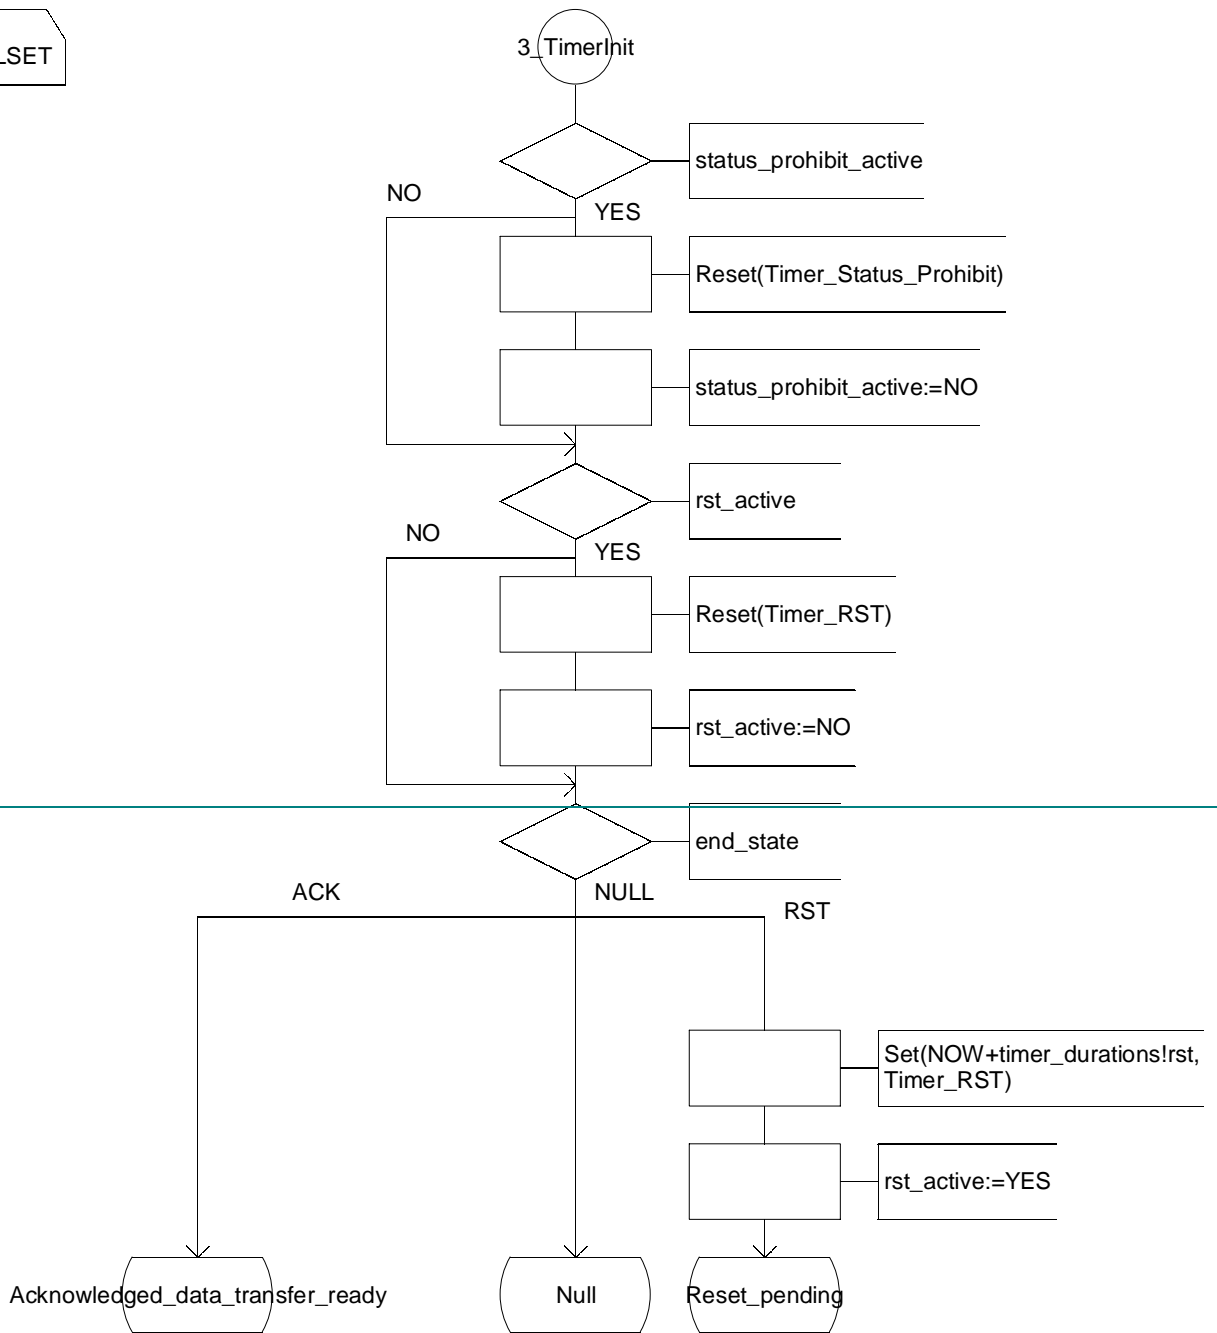 3_TimerInit
LSET
status_prohibit_active
NO
YES
Reset(Timer_Status_Prohibit)
status_prohibit_active:=NO
rst_active
NO
YES
Reset(Timer_RST)
rst_active:=NO
end_state
ACK
NULL
RST
Set(NOW+timer_durations!rst,
Timer_RST)
rst_active:=YES
Acknowledged_data_transfer_ready
Null
Reset_pending